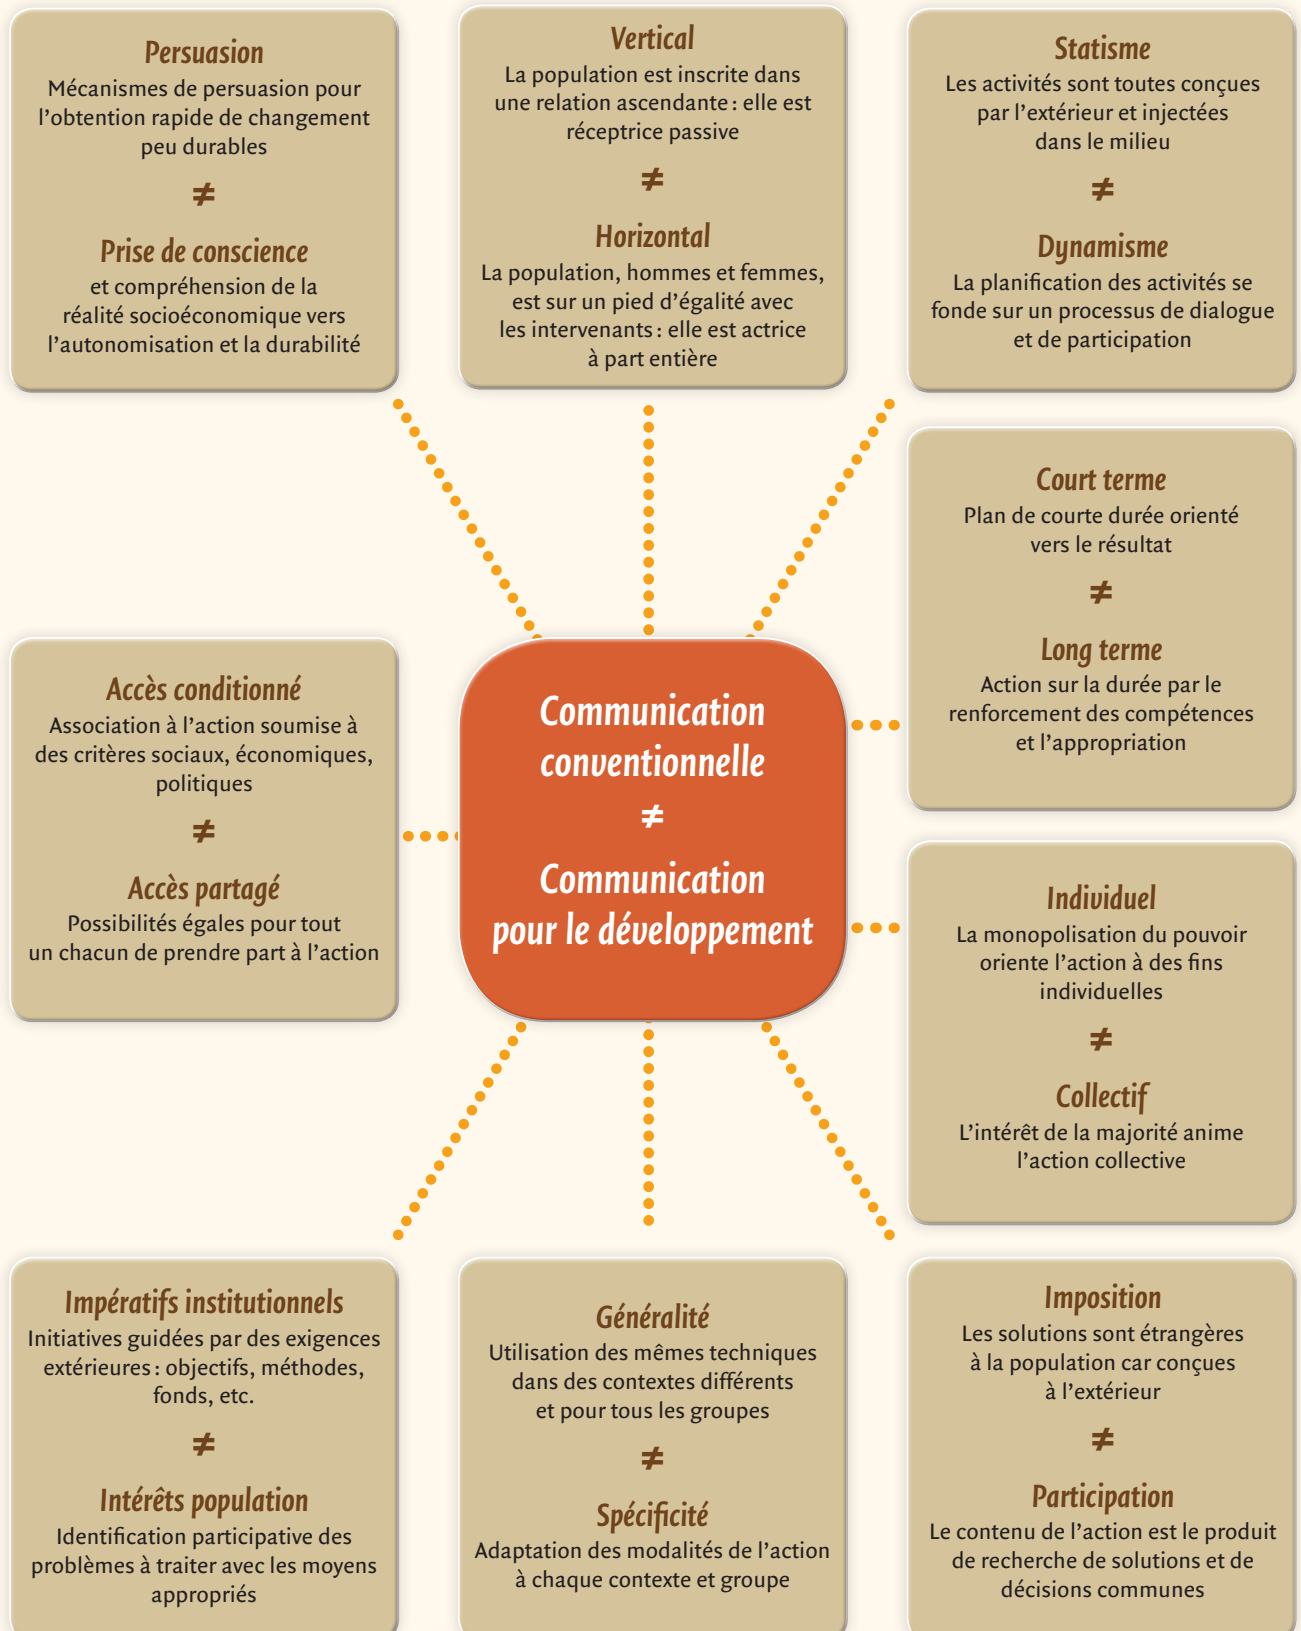 Persuasion
Mécanismes de persuasion pour
l’obtention rapide de changement
peu durables
≠
Prise de conscience
et compréhension de la
réalité socioéconomique vers
l’autonomisation et la durabilité
Vertical
La population est inscrite dans
une relation ascendante : elle est
réceptrice passive
≠
Horizontal
La population, hommes et femmes,
est sur un pied d’égalité avec
les intervenants : elle est actrice
à part entière
Statisme
Les activités sont toutes conçues
par l’extérieur et injectées
dans le milieu
≠
Dynamisme
La planification des activités se
fonde sur un processus de dialogue
et de participation
Court terme
Plan de courte durée orienté
vers le résultat
≠
Long terme
Action sur la durée par le
renforcement des compétences
et l’appropriation
Accès conditionné
Association à l’action soumise à
des critères sociaux, économiques,
politiques
≠
Accès partagé
Possibilités égales pour tout
un chacun de prendre part à l’action
Communication
conventionnelle
≠
Communication
pour le développement
Individuel
La monopolisation du pouvoir
oriente l’action à des fins
individuelles
≠
Collectif
L’intérêt de la majorité anime
l’action collective
Impératifs institutionnels
Initiatives guidées par des exigences
extérieures : objectifs, méthodes,
fonds, etc.
≠
Intérêts population
Identification participative des
problèmes à traiter avec les moyens
appropriés
Généralité
Utilisation des mêmes techniques
dans des contextes différents
et pour tous les groupes
≠
Spécificité
Adaptation des modalités de l’action
à chaque contexte et groupe
Imposition
Les solutions sont étrangères
à la population car conçues
à l’extérieur
≠
Participation
Le contenu de l’action est le produit
de recherche de solutions et de
décisions communes